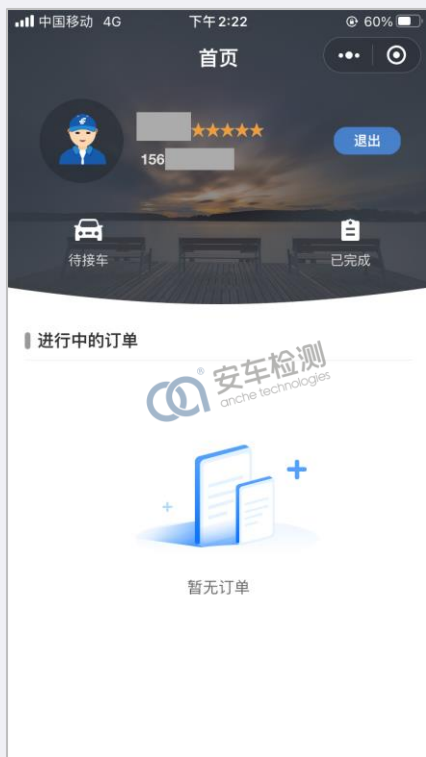 中国移动 4G 下午2:22 60%
首页
156
退出
待接车 已完成
进行中的订单
安车检测
anche technologies
暂无订单